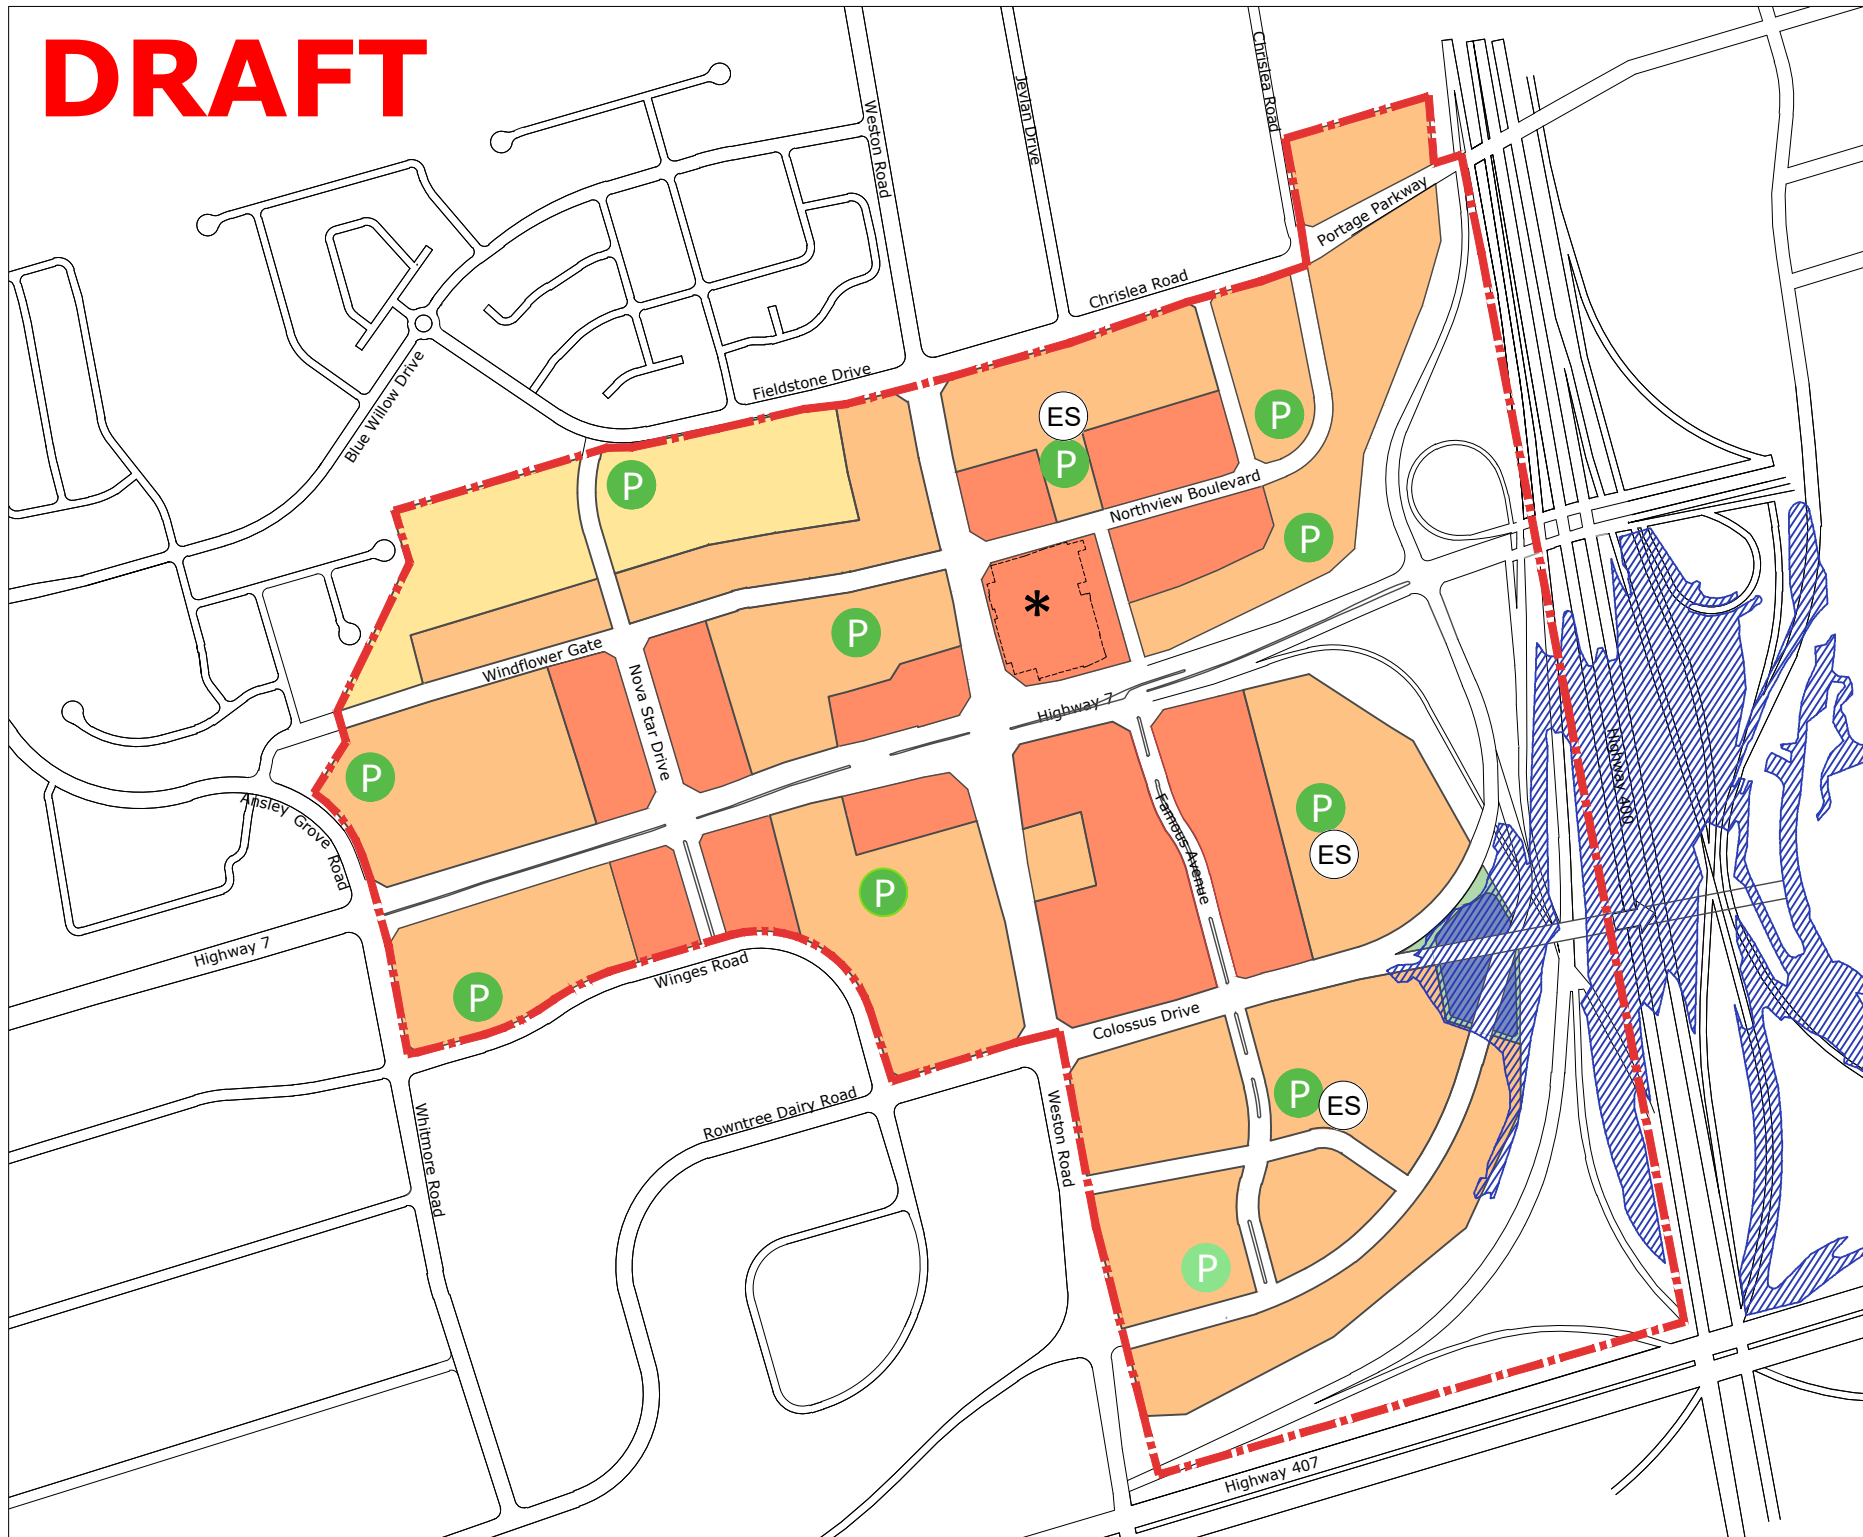 DRAFT
Weston Road
Jevlan Drive
Chrislea Road
Portage Parkway
Chrislea Road
Fieldstone Drive
Blue Willow Drive
ES
P
P
P
P
Northview Boulevard
P
*
P
Windflower Gate
Nova Star Drive
Highway 7
P
Highway 400
Ansley Grove Road
Famous Avenue
P
ES
P
Highway 7
Winges Road
P
Colossus Drive
P
ES
Rowntree Dairy Road
Whitmore Road
Weston Road
P
Highway 407